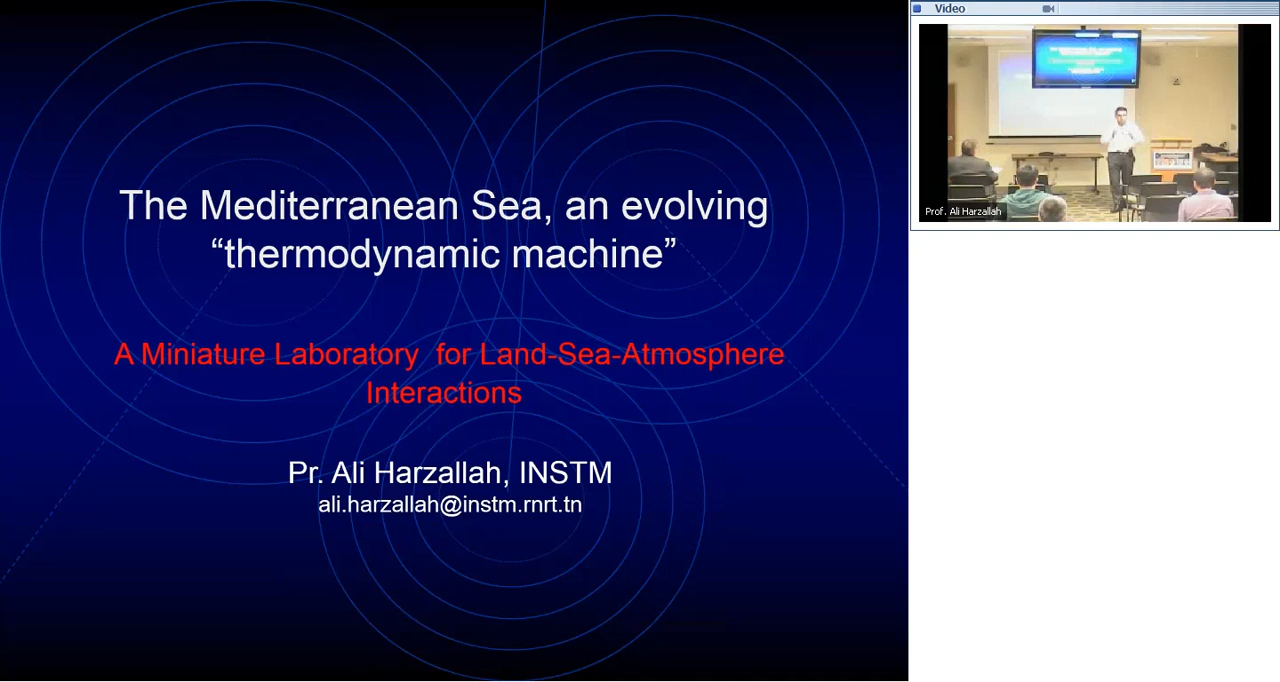 The Mediterranean Sea, an evolving
“thermodynamic machine”
A Miniature Laboratory for Land-Sea-Atmosphere
Interactions
Pr. Ali Harzallah, INSTM
ali.harzallah@instm.rnrt.tn
Video
Prof. Ali Harzallah